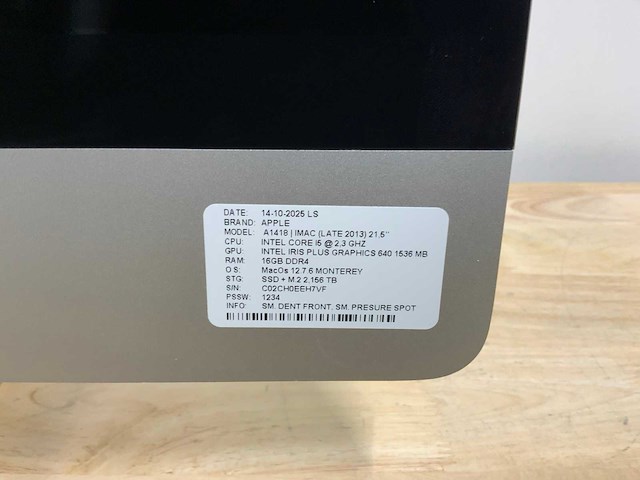 DATE: 14-10-2025 LS
BRAND: APPLE
MODEL: A1418 | IMAC (LATE 2013) 21,5''
CPU: INTEL CORE I5 @ 2,3 GHZ
GPU: INTEL IRIS PLUS GRAPHICS 640 1536 MB
RAM: 16GB DDR4
OS: MacOs 12.7.6 MONTEREY
STG: SSD + M.2 2,156 TB
S/N: C02CH0EEH7VF
PSSW: 1234
INFO: SM. DENT FRONT, SM. PRESURE SPOT